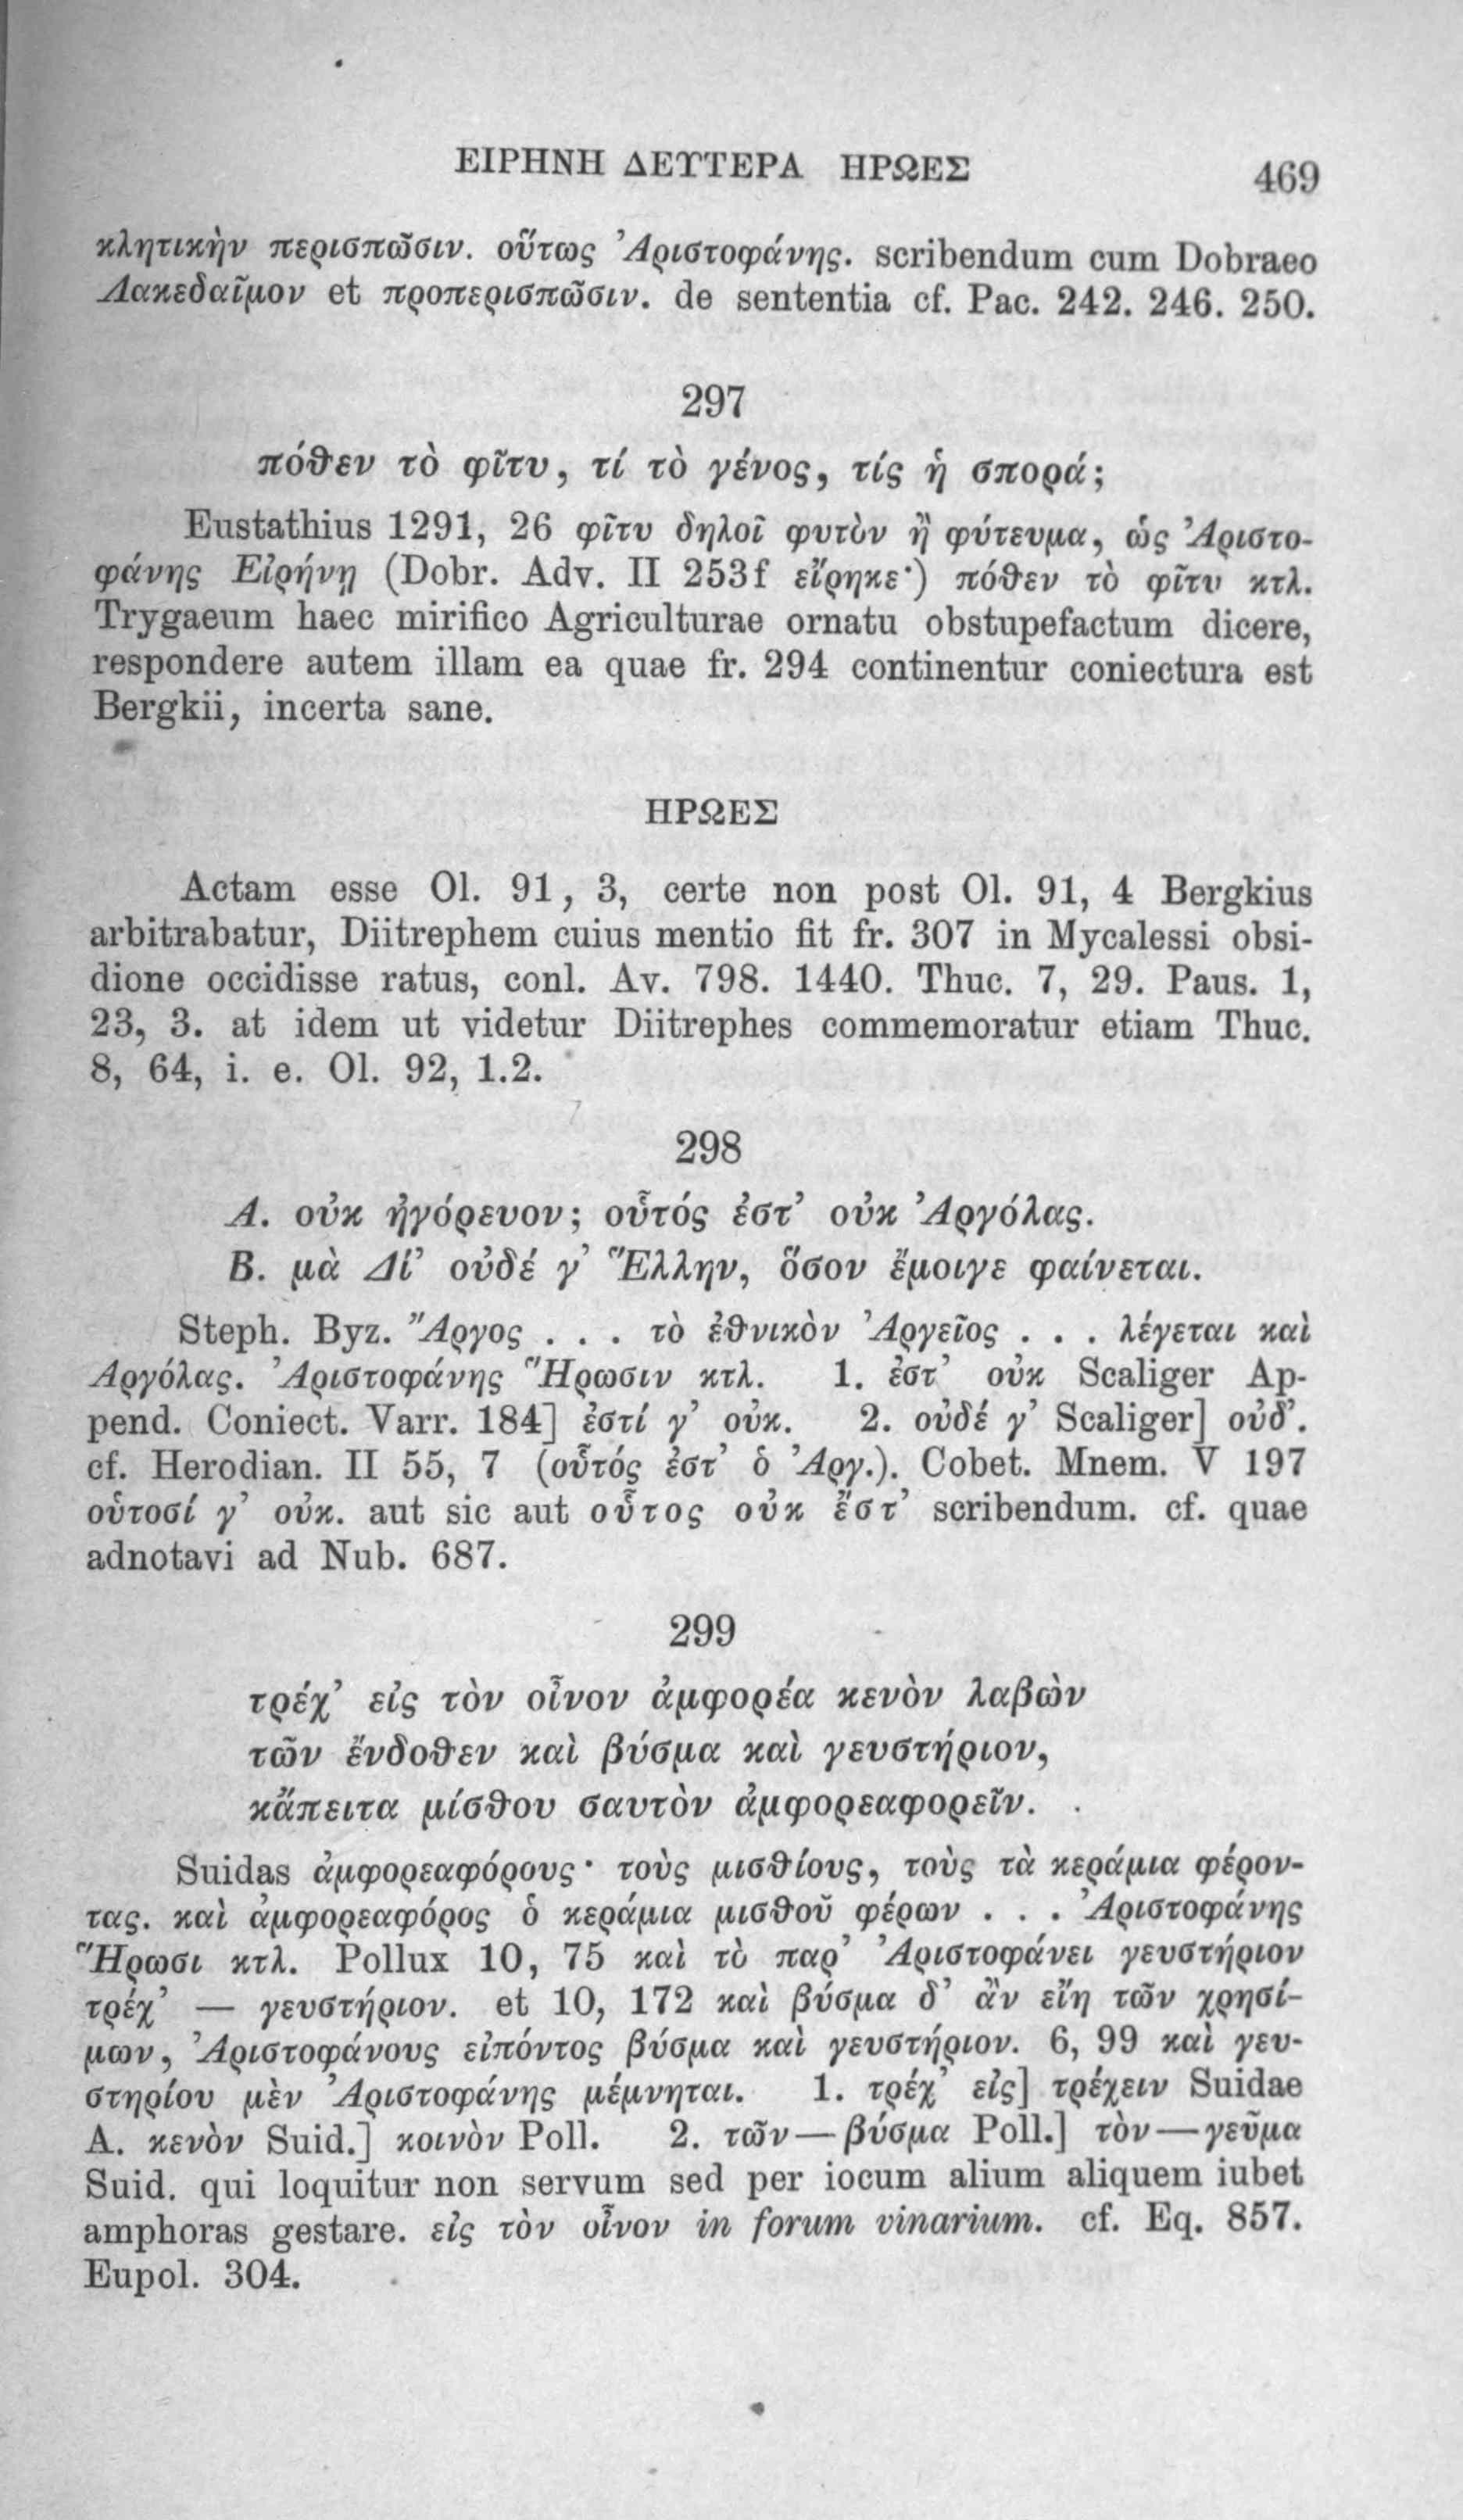 ΕΙΡΗΝΗ ΔΕΥΤΕΡΑ ΗΡΩΕΣ 469
κλητικὴν περισπῶσιν. οὕτως Ἀριστοφάνης. scribendum cum Dobraeo
Λακεδαῖμον et προπερισπῶσιν. de sententia cf. Pac. 242. 246. 250.
297
πόθεν τὸ φῖτυ, τί τὸ γένος, τίς ἡ σπορά;
Eustathius 1291, 26 φῖτυ δηλοῖ φυτὸν ἢ φύτευμα, ὡς Ἀριστο-
φάνης Εἰρήνῃ (Dobr. Adv. II 253f εἴρηκε·) πόθεν τὸ φῖτυ κτλ.
Trygaeum haec mirifico Agriculturae ornatu obstupefactum dicere,
respondere autem illam ea quae fr. 294 continentur coniectura est
Bergkii, incerta sane.
ΗΡΩΕΣ
Actam esse Ol. 91, 3, certe non post Ol. 91, 4 Bergkius
arbitrabatur, Diitrephem cuius mentio fit fr. 307 in Mycalessi obsi-
dione occidisse ratus, conl. Av. 798. 1440. Thuc. 7, 29. Paus. 1,
23, 3. at idem ut videtur Diitrephes commemoratur etiam Thuc.
8, 64, i. e. Ol. 92, 1.2.
298
Α. οὐκ ἠγόρευον; οὗτός ἐστ’ οὐκ Ἀργόλας.
Β. μὰ Δί’ οὐδέ γ’ Ἕλλην, ὅσον ἔμοιγε φαίνεται.
Steph. Byz. Ἄργος . . . τὸ ἐθνικὸν Ἀργεῖος . . . λέγεται καὶ
Ἀργόλας. Ἀριστοφάνης Ἥρωσιν κτλ. 1. ἐστ’ οὐκ Scaliger Ap-
pend. Coniect. Varr. 184] ἐστί γ’ οὐκ. 2. οὐδέ γ’ Scaliger] οὐδ’.
cf. Herodian. II 55, 7 (οὗτός ἐστ’ ὁ Ἀργ.). Cobet. Mnem. V 197
οὑτοσί γ’ οὐκ. aut sic aut οὗτος οὐκ ἔστ’ scribendum. cf. quae
adnotavi ad Nub. 687.
299
τρέχ’ εἰς τὸν οἶνον ἀμφορέα κενὸν λαβὼν
τῶν ἔνδοθεν καὶ βύσμα καὶ γευστήριον,
κἄπειτα μίσθου σαυτὸν ἀμφορεαφορεῖν.
Suidas ἀμφορεαφόρους· τοὺς μισθίους, τοὺς τὰ κεράμια φέρον-
τας. καὶ ἀμφορεαφόρος ὁ κεράμια μισθοῦ φέρων . . . Ἀριστοφάνης
Ἥρωσι κτλ. Pollux 10, 75 καὶ τὸ παρ’ Ἀριστοφάνει γευστήριον
τρέχ’ — γευστήριον. et 10, 172 καὶ βύσμα δ’ ἂν εἴη τῶν χρησί-
μων, Ἀριστοφάνους εἰπόντος βύσμα καὶ γευστήριον. 6, 99 καὶ γευ-
στηρίου μὲν Ἀριστοφάνης μέμνηται. 1. τρέχ’ εἰς] τρέχειν Suidae
A. κενὸν Suid.] κοινὸν Poll. 2. τῶν—βύσμα Poll.] τὸν—γεῦμα
Suid. qui loquitur non servum sed per iocum alium aliquem iubet
amphoras gestare. εἰς τὸν οἶνον in forum vinarium. cf. Eq. 857.
Eupol. 304.